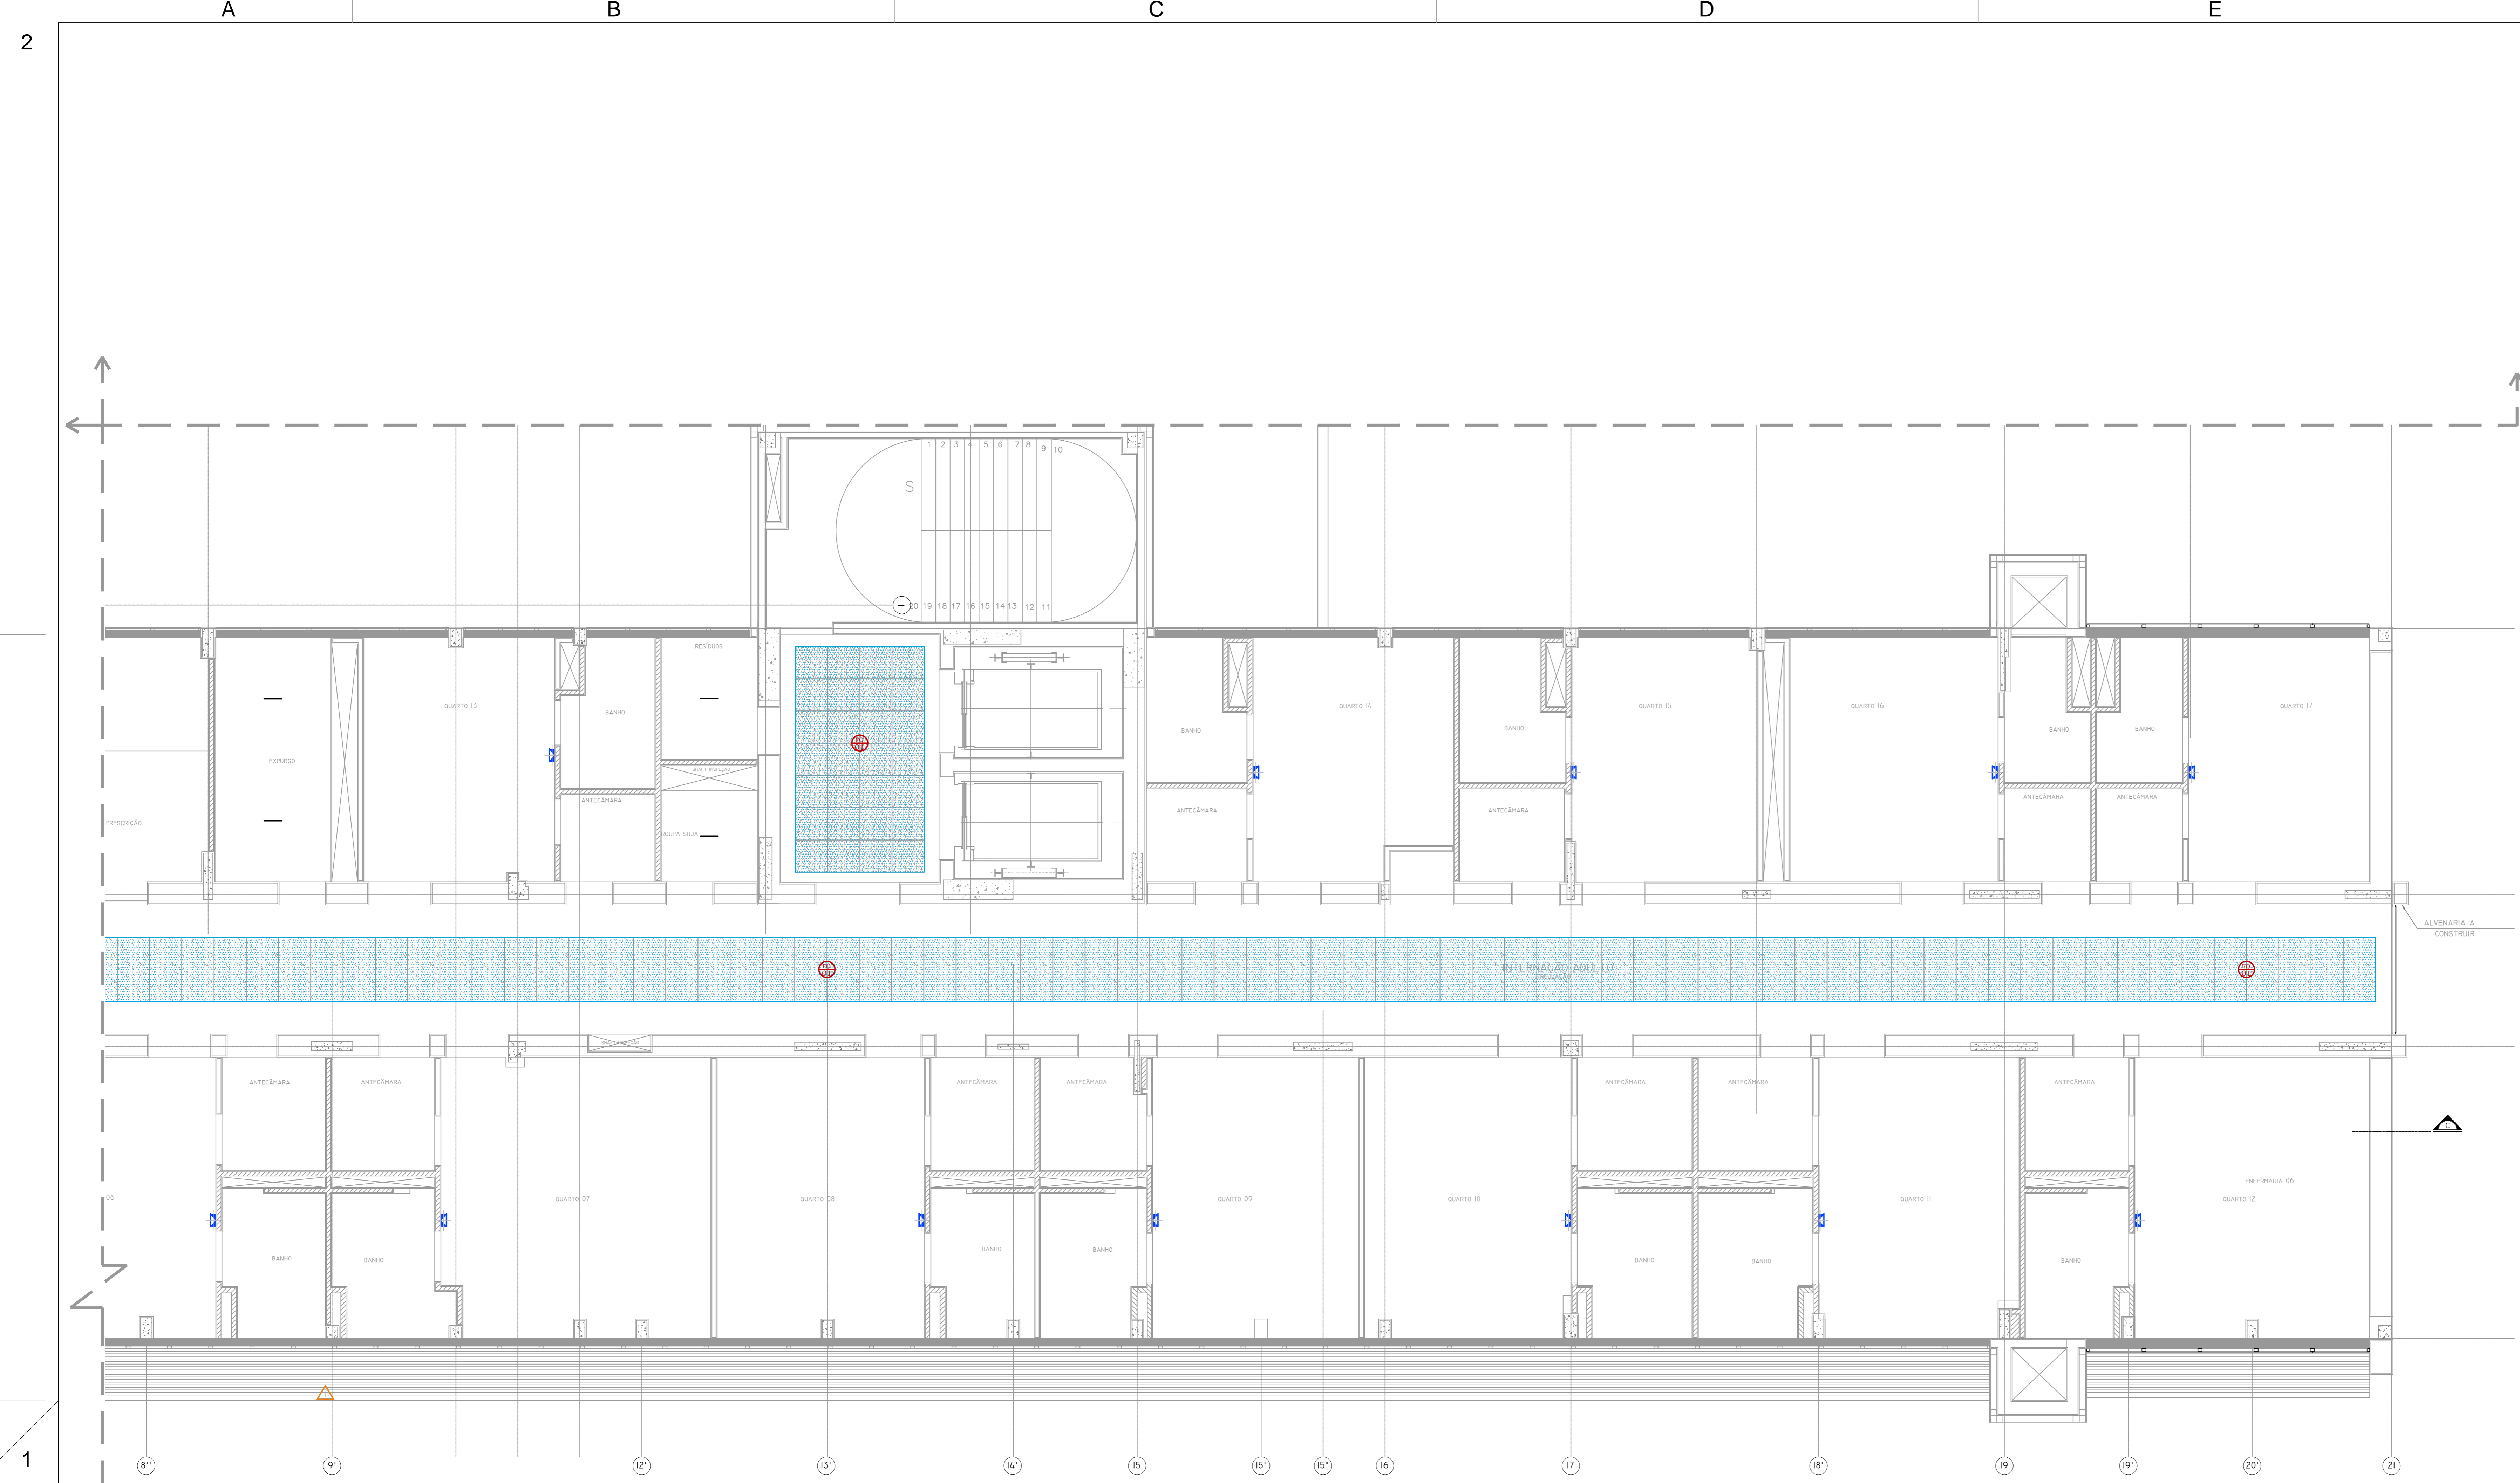 A B C D E
2
1 2 3 4 5 6 7 8 9 10
S
20 19 18 17 16 15 14 13 12 11
RESÍDUOS
QUARTO 13
BANHO
QUARTO 14
BANHO
BANHO
QUARTO 15
QUARTO 16
BANHO
BANHO
QUARTO 17
EXPURGO
SHAFT INSPEÇÃO
ANTECÂMARA
PRESCRIÇÃO
ROUPA SUJA
ANTECÂMARA
ANTECÂMARA
ANTECÂMARA
ANTECÂMARA
ALVENARIA A
CONSTRUIR
INTERNAÇÃO ADULTO
CIRCULAÇÃO
SHAFT INSPEÇÃO
ANTECÂMARA
ANTECÂMARA
ANTECÂMARA
ANTECÂMARA
ANTECÂMARA
ANTECÂMARA
ANTECÂMARA
C
06
QUARTO 07
QUARTO 08
QUARTO 09
QUARTO 10
QUARTO 11
ENFERMARIA 06
QUARTO 12
BANHO
BANHO
BANHO
BANHO
BANHO
BANHO
BANHO
1
8'' 9' 12' 13' 14' 15 15' 15" 16 17 18' 19 19' 20' 21